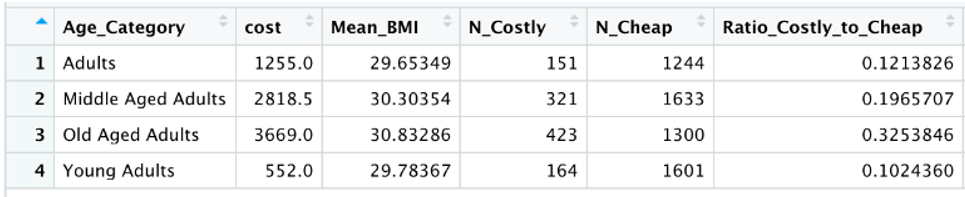 Age_Category cost Mean_BMI N_Costly N_Cheap Ratio_Costly_to_Cheap
1 Adults 1255.0 29.65349 151 1244 0.1213826
2 Middle Aged Adults 2818.5 30.30354 321 1633 0.1965707
3 Old Aged Adults 3669.0 30.83286 423 1300 0.3253846
4 Young Adults 552.0 29.78367 164 1601 0.1024360